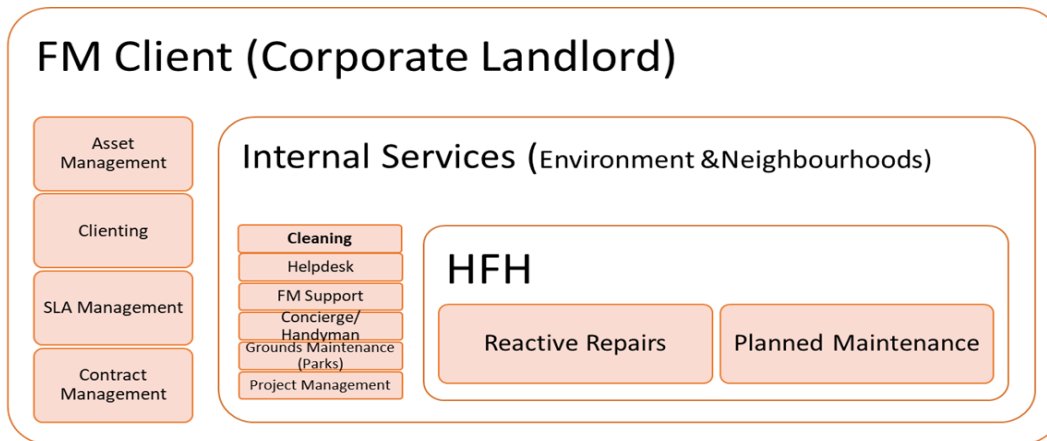 FM Client (Corporate Landlord)
Asset
Management
Clienting
SLA Management
Contract
Management
Internal Services (Environment &Neighbourhoods)
Cleaning
Helpdesk
FM Support
Concierge/
Handyman
Grounds Maintenance
(Parks)
Project Management
HFH
Reactive Repairs
Planned Maintenance